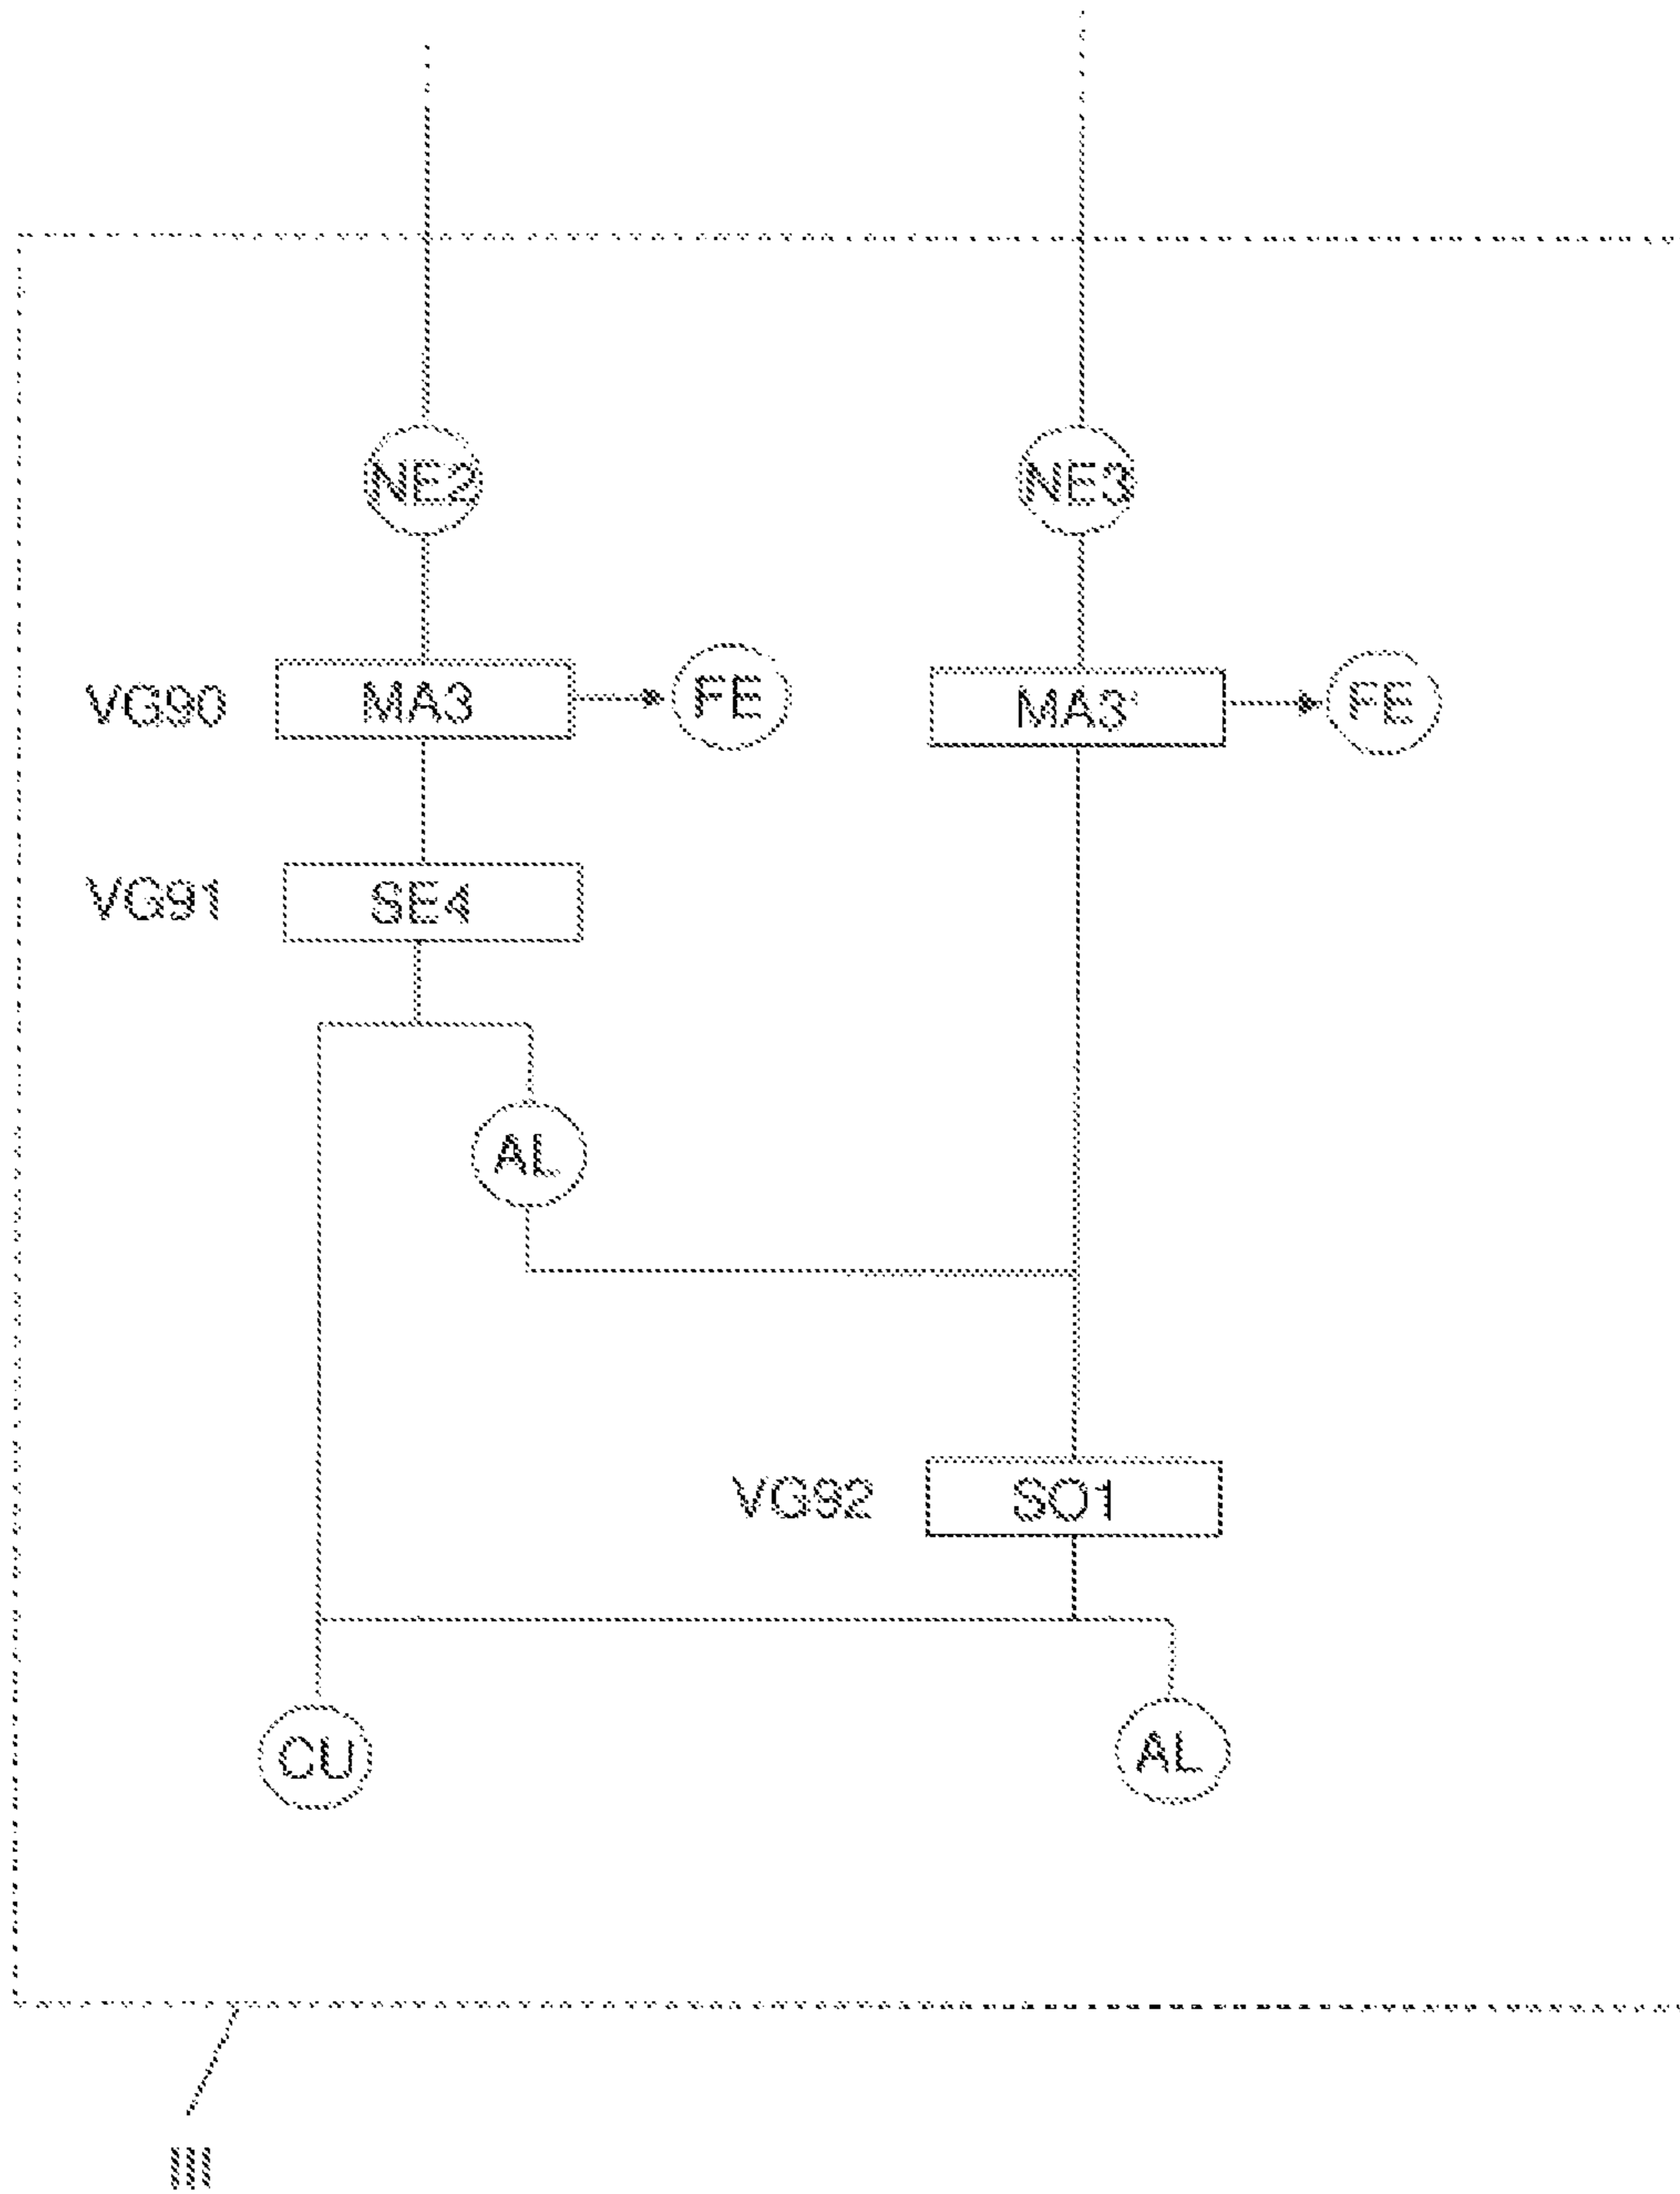 NE2 NE3
VG90 MA3 FE MA3' FE
VG91 SE4
AL
VG92 SO1
CU AL
III